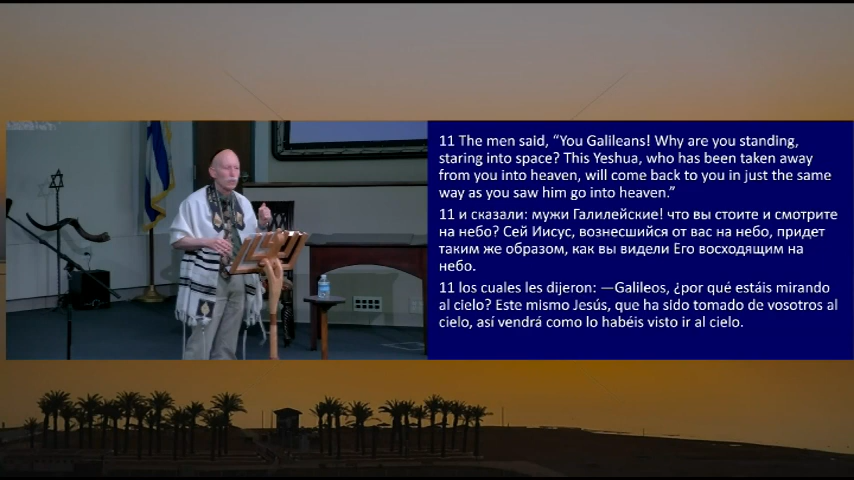 11 The men said, “You Galileans! Why are you standing,
staring into space? This Yeshua, who has been taken away
from you into heaven, will come back to you in just the same
way as you saw him go into heaven.”
11 и сказали: мужи Галилейские! что вы стоите и смотрите
на небо? Сей Иисус, вознесшийся от вас на небо, придет
таким же образом, как вы видели Его восходящим на
небо.
11 los cuales les dijeron: —Galileos, ¿por qué estáis mirando
al cielo? Este mismo Jesús, que ha sido tomado de vosotros al
cielo, así vendrá como lo habéis visto ir al cielo.